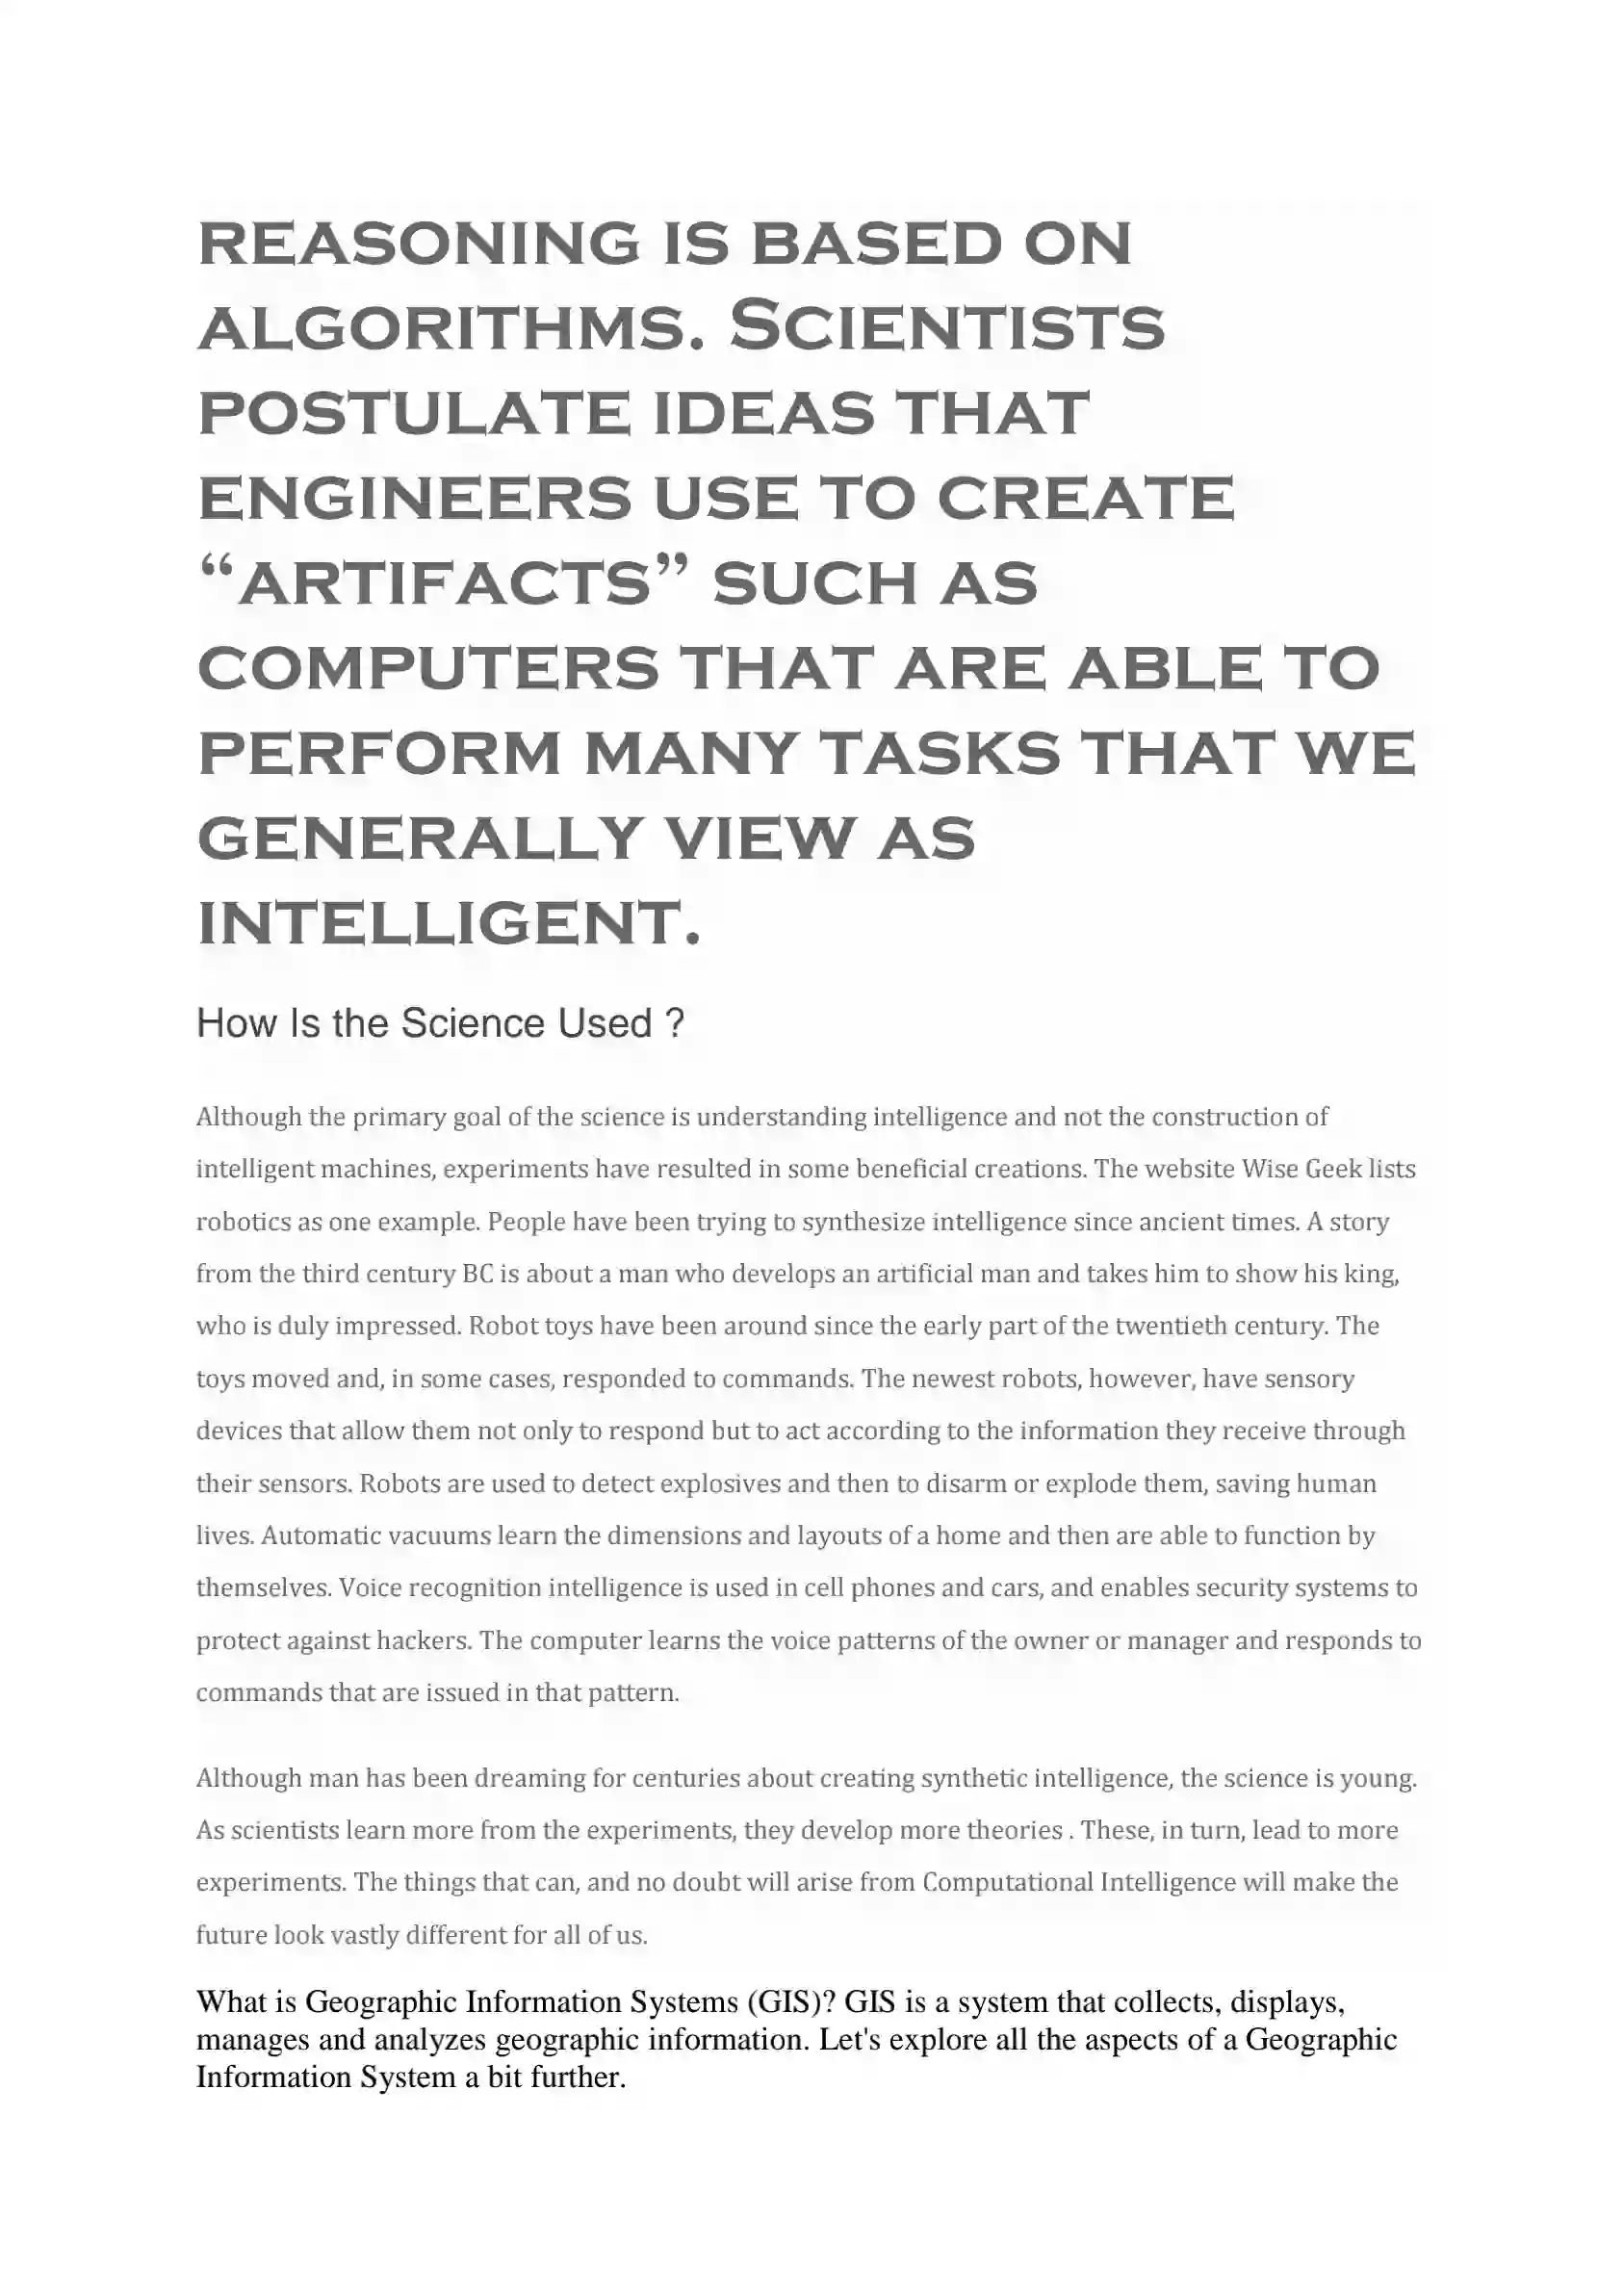 REASONING IS BASED ON
ALGORITHMS. SCIENTISTS
POSTULATE IDEAS THAT
ENGINEERS USE TO CREATE
“ARTIFACTS” SUCH AS
COMPUTERS THAT ARE ABLE TO
PERFORM MANY TASKS THAT WE
GENERALLY VIEW AS
INTELLIGENT.
How Is the Science Used ?
Although the primary goal of the science is understanding intelligence and not the construction of
intelligent machines, experiments have resulted in some beneficial creations. The website Wise Geek lists
robotics as one example. People have been trying to synthesize intelligence since ancient times. A story
from the third century BC is about a man who develops an artificial man and takes him to show his king,
who is duly impressed. Robot toys have been around since the early part of the twentieth century. The
toys moved and, in some cases, responded to commands. The newest robots, however, have sensory
devices that allow them not only to respond but to act according to the information they receive through
their sensors. Robots are used to detect explosives and then to disarm or explode them, saving human
lives. Automatic vacuums learn the dimensions and layouts of a home and then are able to function by
themselves. Voice recognition intelligence is used in cell phones and cars, and enables security systems to
protect against hackers. The computer learns the voice patterns of the owner or manager and responds to
commands that are issued in that pattern.
Although man has been dreaming for centuries about creating synthetic intelligence, the science is young.
As scientists learn more from the experiments, they develop more theories . These, in turn, lead to more
experiments. The things that can, and no doubt will arise from Computational Intelligence will make the
future look vastly different for all of us.
What is Geographic Information Systems (GIS)? GIS is a system that collects, displays,
manages and analyzes geographic information. Let's explore all the aspects of a Geographic
Information System a bit further.